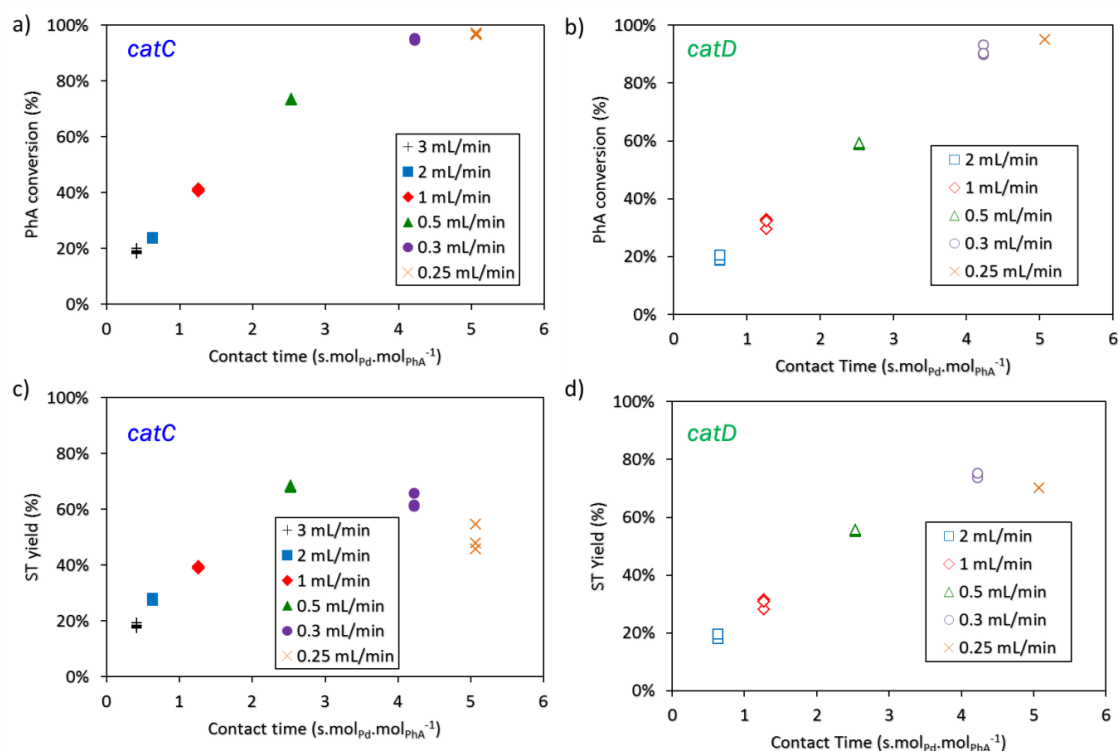 a)
catC
100%
80%
60%
40%
20%
0%
PhA conversion (%)
+ 3 mL/min
2 mL/min
1 mL/min
0.5 mL/min
0.3 mL/min
0.25 mL/min
0 1 2 3 4 5 6
Contact time (s.molPd.molPhA-1)
b)
catD
100%
80%
60%
40%
20%
0%
PhA conversion (%)
2 mL/min
1 mL/min
0.5 mL/min
0.3 mL/min
0.25 mL/min
0 1 2 3 4 5 6
Contact Time (s.molPd.molPhA-1)
c)
catC
100%
80%
60%
40%
20%
0%
ST yield (%)
+ 3 mL/min
2 mL/min
1 mL/min
0.5 mL/min
0.3 mL/min
0.25 mL/min
0 1 2 3 4 5 6
Contact time (s.molPd.molPhA-1)
d)
catD
100%
80%
60%
40%
20%
0%
ST Yield (%)
2 mL/min
1 mL/min
0.5 mL/min
0.3 mL/min
0.25 mL/min
0 1 2 3 4 5 6
Contact Time (s.molPd.molPhA-1)